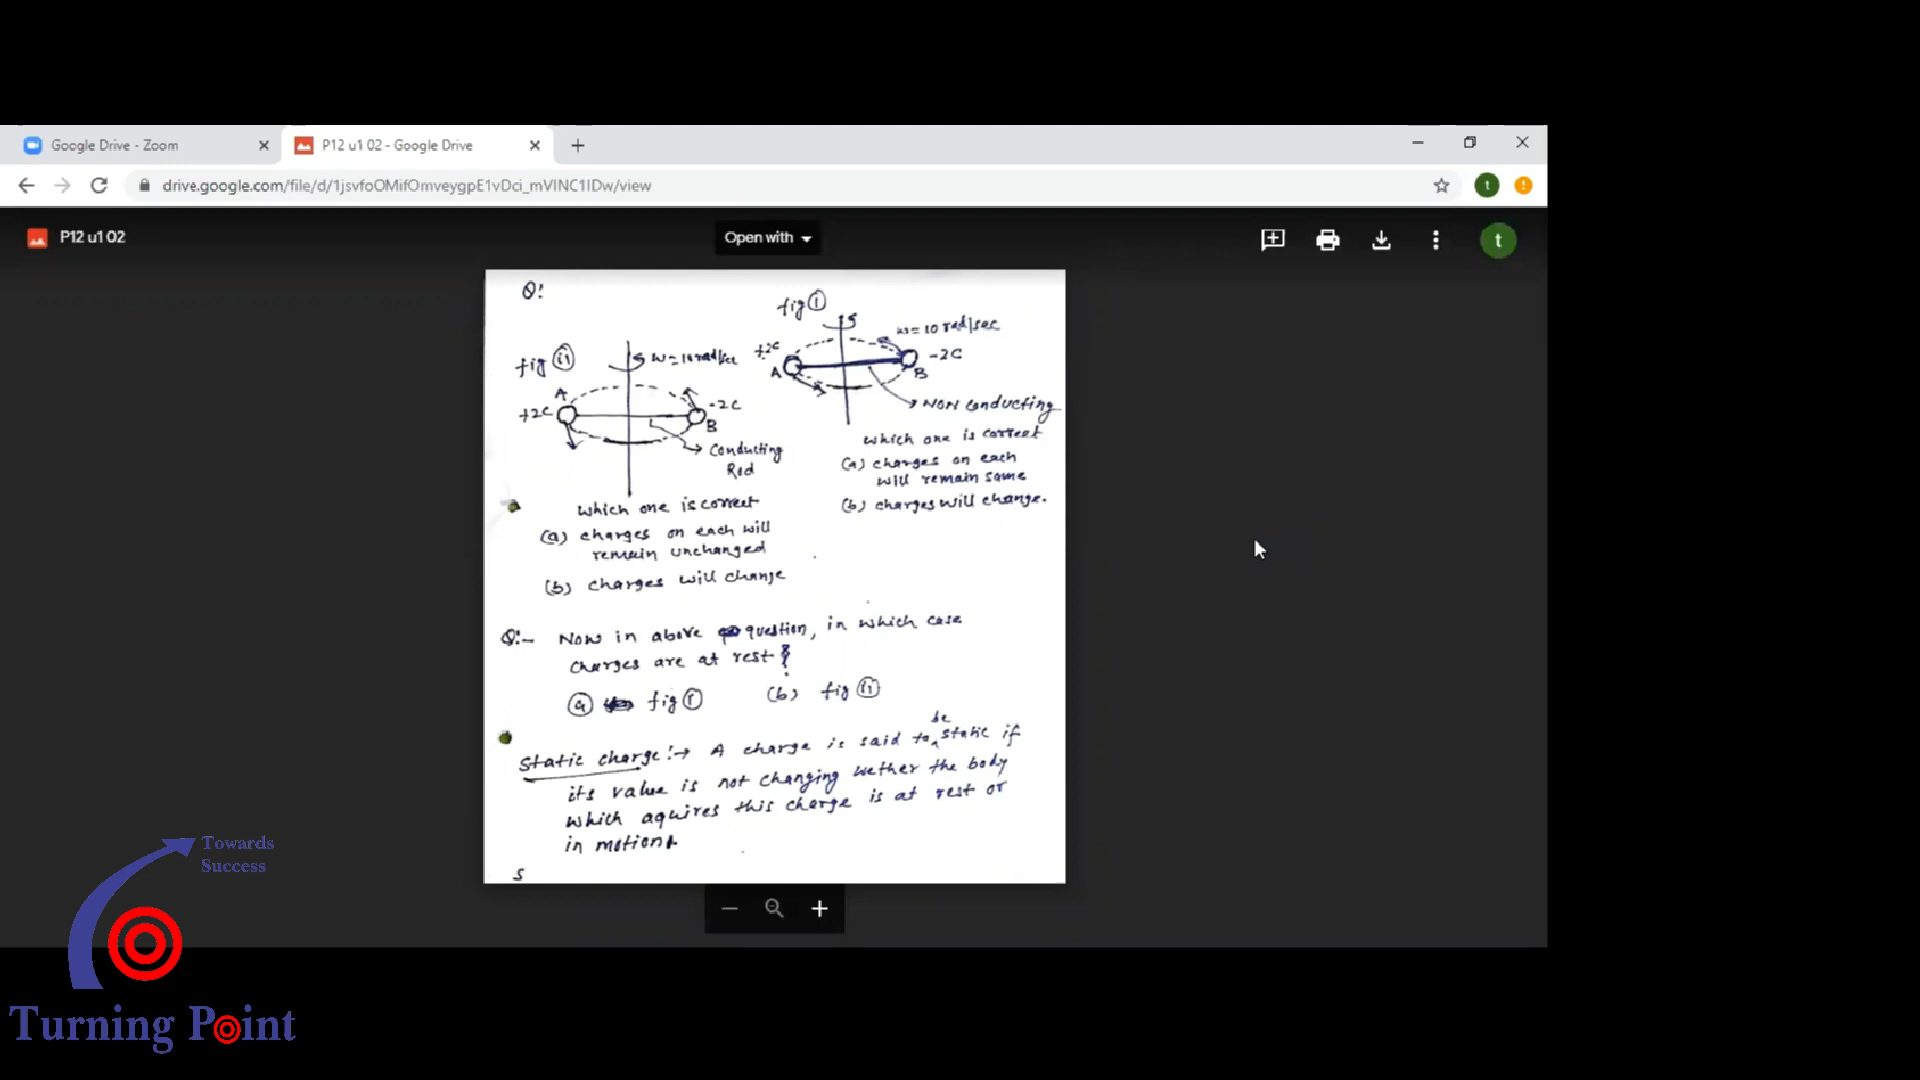 Google Drive - Zoom
P12 u1 02 - Google Drive
drive.google.com/file/d/1jsvfoOMifOmveygpE1vDci_mVINC1IDw/view
t
P12 u1 02
Open with
t
Q:
fig (i)
ω = 10 rad/sec
+2C
-2C
A
B
NON conducting
which one is correct
(a) charges on each
will remain same
(b) charges will change.
fig (ii)
ω = 10 rad/sec
A
+2C
-2C
B
Conducting
Rod
which one is correct
(a) charges on each will
remain unchanged
(b) charges will change
Q:- Now in above question, in which case
charges are at rest?
(a) fig (i) (b) fig (ii)
Static charge:→ A charge is said to be static if
its value is not changing wether the body
which aquires this charge is at rest or
in motion.
S
Towards
Success
Turning Point